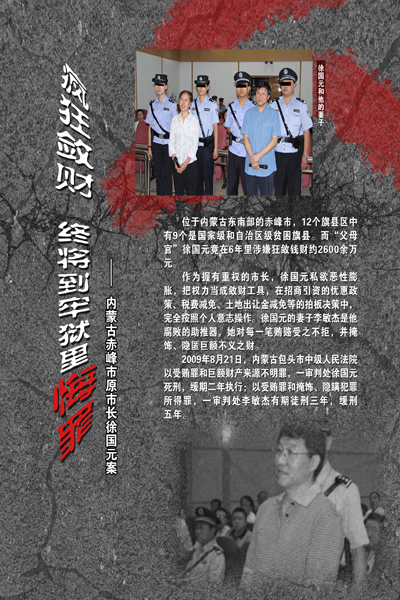 疯狂敛财 终将到牢狱里悔罪
——内蒙古赤峰市原市长徐国元案
徐国元和他的妻子
位于内蒙古东南部的赤峰市，12个旗县区中
有9个是国家级和自治区级贫困旗县。而“父母
官”徐国元竟在6年里涉嫌狂敛钱财约2600余万
元。
作为握有重权的市长，徐国元私欲恶性膨
胀，把权力当成敛财工具，在招商引资的优惠政
策、税费减免、土地出让金减免等的拍板决策中，
完全按照个人意志操作。徐国元的妻子李敏杰是他
腐败的助推器，她对每一笔贿赂受之不拒，并掩
饰、隐匿巨额不义之财。
2009年8月21日，内蒙古包头市中级人民法院
以受贿罪和巨额财产来源不明罪，一审判处徐国元
死刑，缓期二年执行；以受贿罪和掩饰、隐瞒犯罪
所得罪，一审判处李敏杰有期徒刑三年，缓刑
五年。